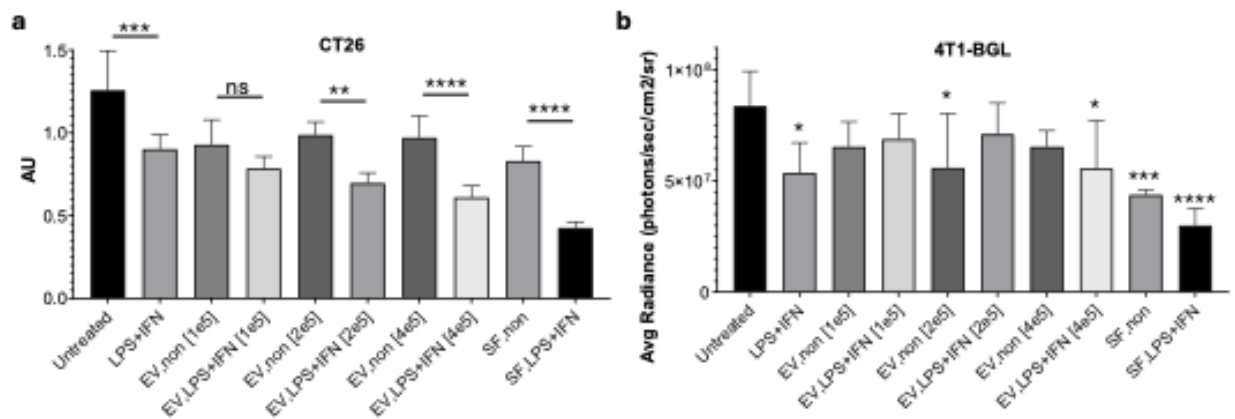 a
CT26
***
ns
**
****
****
1.5
1.0
0.5
0.0
AU
Untreated
LPS+IFN
EV,non [1e5]
EV,LPS+IFN [1e5]
EV,non [2e5]
EV,LPS+IFN [2e5]
EV,non [4e5]
EV,LPS+IFN [4e5]
SF,non
SF,LPS+IFN
b
4T1-BGL
1×10⁸
5×10⁷
0
Avg Radiance (photons/sec/cm2/sr)
*
*
*
***
****
Untreated
LPS+IFN
EV,non [1e5]
EV,LPS+IFN [1e5]
EV,non [2e5]
EV,LPS+IFN [2e5]
EV,non [4e5]
EV,LPS+IFN [4e5]
SF,non
SF,LPS+IFN